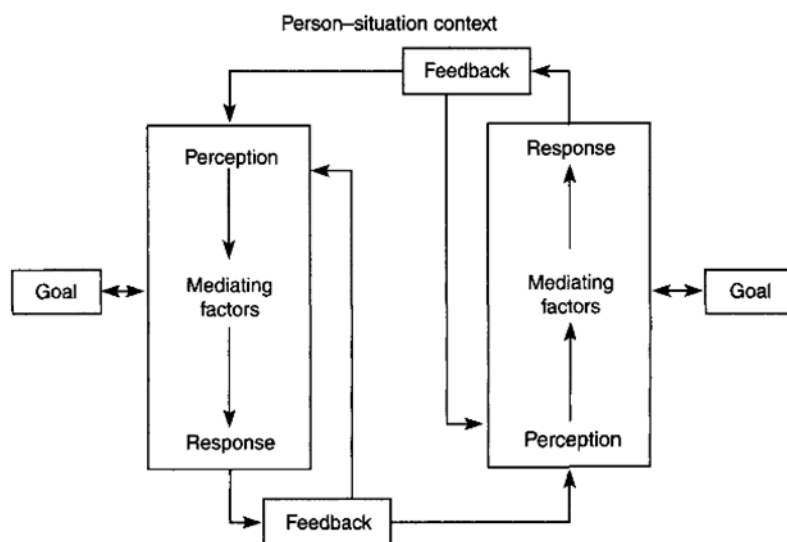 Person–situation context
Feedback
Perception
Response
Goal
Mediating
factors
Mediating
factors
Goal
Response
Perception
Feedback